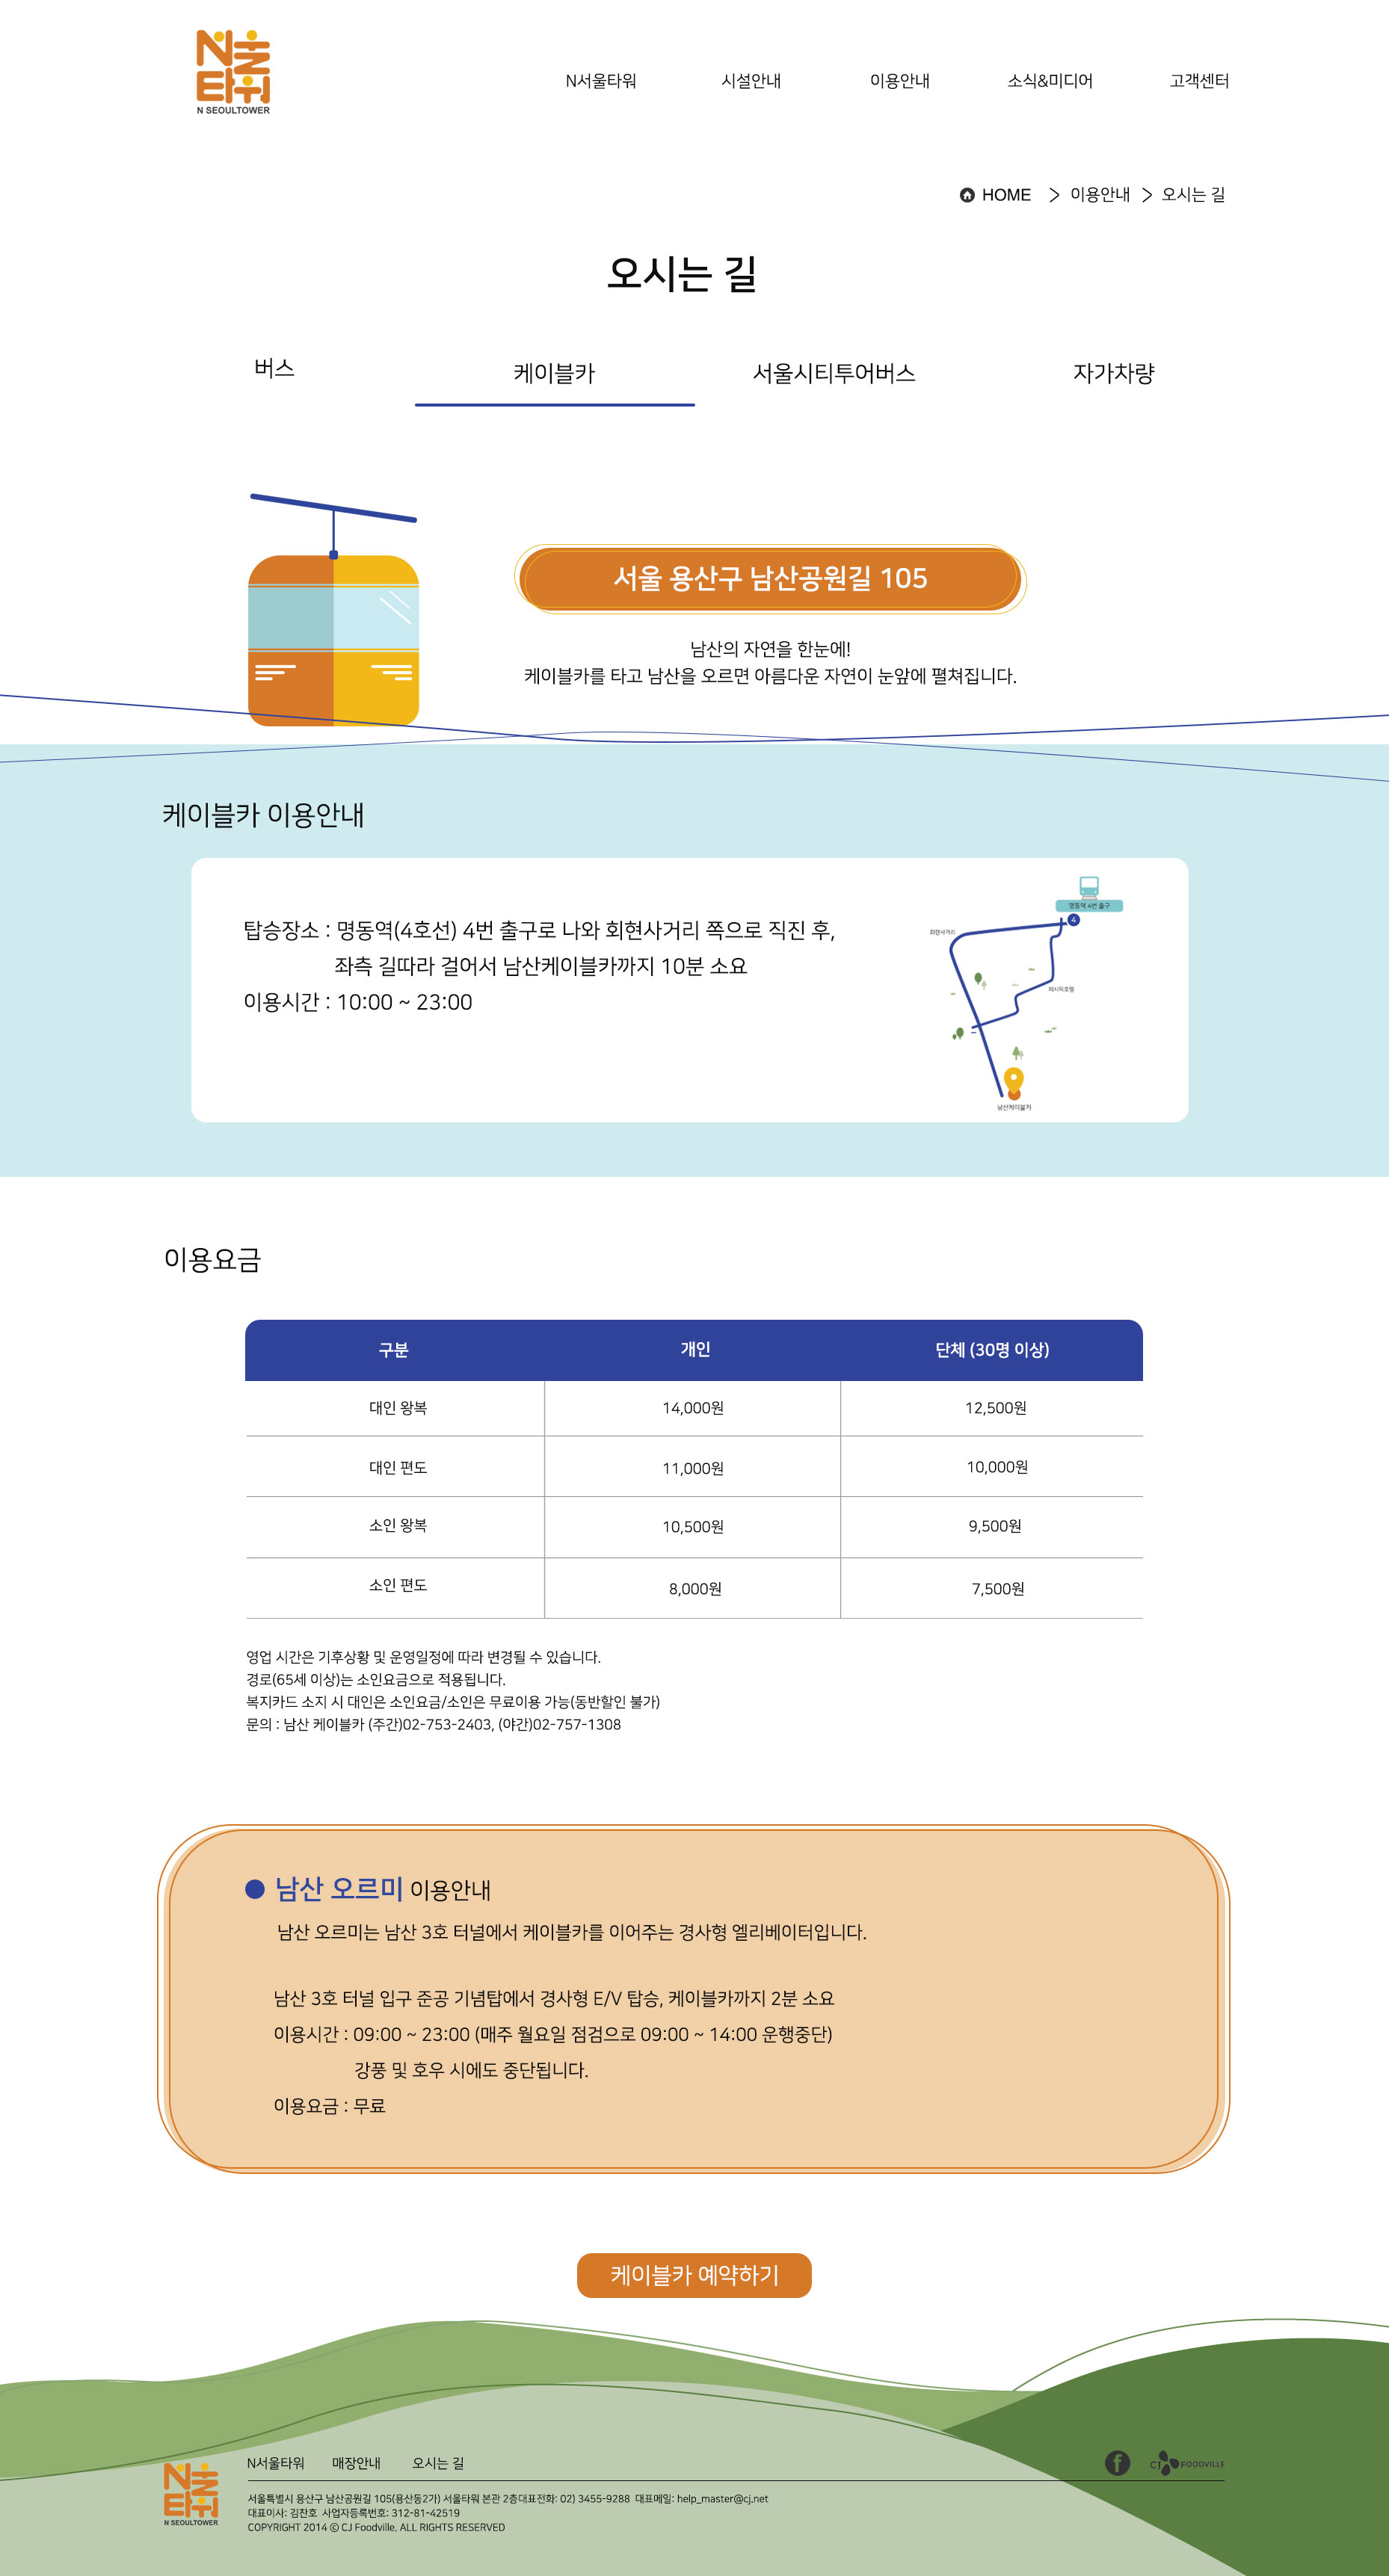 N서울타워
N SEOULTOWER
N서울타워 시설안내 이용안내 소식&미디어 고객센터
HOME > 이용안내 > 오시는 길
오시는 길
버스 케이블카 서울시티투어버스 자가차량
서울 용산구 남산공원길 105
남산의 자연을 한눈에!
케이블카를 타고 남산을 오르면 아름다운 자연이 눈앞에 펼쳐집니다.
케이블카 이용안내
탑승장소 : 명동역(4호선) 4번 출구로 나와 회현사거리 쪽으로 직진 후,
좌측 길따라 걸어서 남산케이블카까지 10분 소요
이용시간 : 10:00 ~ 23:00
명동역 4번 출구
4
회현사거리
남산케이블카
이용요금
구분 개인 단체 (30명 이상)
대인 왕복 14,000원 12,500원
대인 편도 11,000원 10,000원
소인 왕복 10,500원 9,500원
소인 편도 8,000원 7,500원
영업 시간은 기후상황 및 운영일정에 따라 변경될 수 있습니다.
경로(65세 이상)는 소인요금으로 적용됩니다.
복지카드 소지 시 대인은 소인요금/소인은 무료이용 가능(동반할인 불가)
문의 : 남산 케이블카 (주간)02-753-2403, (야간)02-757-1308
남산 오르미 이용안내
남산 오르미는 남산 3호 터널에서 케이블카를 이어주는 경사형 엘리베이터입니다.
남산 3호 터널 입구 준공 기념탑에서 경사형 E/V 탑승, 케이블카까지 2분 소요
이용시간 : 09:00 ~ 23:00 (매주 월요일 점검으로 09:00 ~ 14:00 운행중단)
강풍 및 호우 시에도 중단됩니다.
이용요금 : 무료
케이블카 예약하기
N서울타워 매장안내 오시는 길
f CJ FOODVILLE
N서울타워
N SEOULTOWER
서울특별시 용산구 남산공원길 105(용산동2가) 서울타워 본관 2층대표전화: 02) 3455-9288 대표메일: help_master@cj.net
대표이사: 김찬호 사업자등록번호: 312-81-42519
COPYRIGHT 2014 ⓒ CJ Foodville. ALL RIGHTS RESERVED